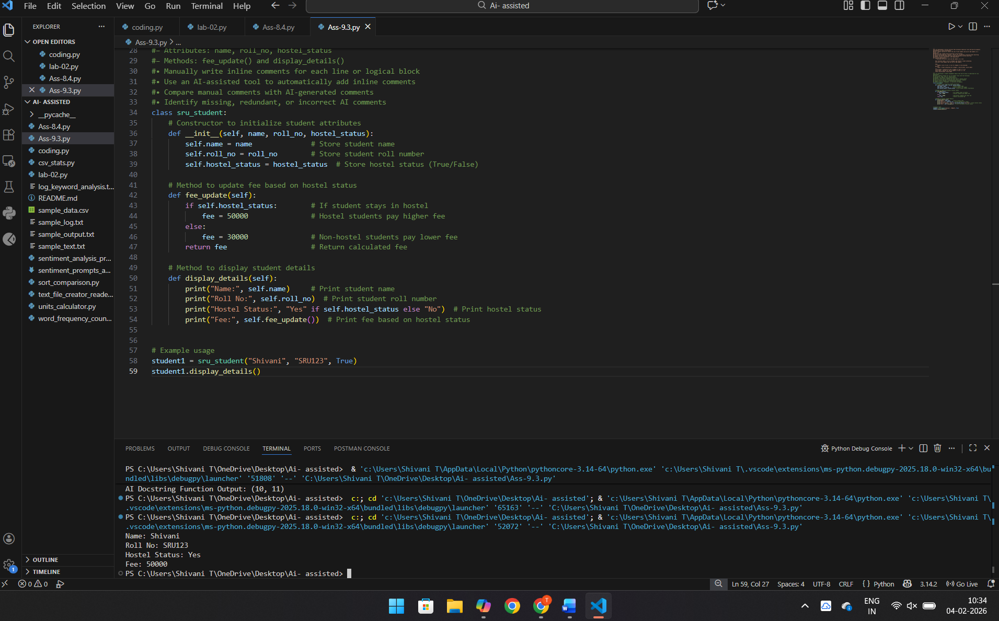 File Edit Selection View Go Run Terminal Help
Ai- assisted
EXPLORER
OPEN EDITORS
coding.py
lab-02.py
Ass-8.4.py
Ass-9.3.py
AI- ASSISTED
__pycache__
Ass-8.4.py
Ass-9.3.py
coding.py
csv_stats.py
lab-02.py
log_keyword_analysis.t...
README.md
sample_data.csv
sample_log.txt
sample_output.txt
sample_text.txt
sentiment_analysis_pr...
sentiment_prompts_a...
sort_comparison.py
text_file_creator_reade...
units_calculator.py
word_frequency_coun...
OUTLINE
TIMELINE
coding.py lab-02.py Ass-8.4.py Ass-9.3.py
Ass-9.3.py > ...
28 #– Attributes: name, roll_no, hostel_status
29 #– Methods: fee_update() and display_details()
30 #• Manually write inline comments for each line or logical block
31 #• Use an AI-assisted tool to automatically add inline comments
32 #• Compare manual comments with AI-generated comments
33 #• Identify missing, redundant, or incorrect AI comments
34 class sru_student:
35     # Constructor to initialize student attributes
36     def __init__(self, name, roll_no, hostel_status):
37         self.name = name              # Store student name
38         self.roll_no = roll_no        # Store student roll number
39         self.hostel_status = hostel_status  # Store hostel status (True/False)
40
41     # Method to update fee based on hostel status
42     def fee_update(self):
43         if self.hostel_status:        # If student stays in hostel
44             fee = 50000               # Hostel students pay higher fee
45         else:
46             fee = 30000               # Non-hostel students pay lower fee
47         return fee                    # Return calculated fee
48
49     # Method to display student details
50     def display_details(self):
51         print("Name:", self.name)     # Print student name
52         print("Roll No:", self.roll_no)  # Print student roll number
53         print("Hostel Status:", "Yes" if self.hostel_status else "No")  # Print hostel status
54         print("Fee:", self.fee_update())  # Print fee based on hostel status
55
56
57 # Example usage
58 student1 = sru_student("Shivani", "SRU123", True)
59 student1.display_details()
PROBLEMS OUTPUT DEBUG CONSOLE TERMINAL PORTS POSTMAN CONSOLE
Python Debug Console
PS C:\Users\Shivani T\OneDrive\Desktop\Ai- assisted>  & 'c:\Users\Shivani T\AppData\Local\Python\pythoncore-3.14-64\python.exe' 'c:\Users\Shivani T\.vscode\extensions\ms-python.debugpy-2025.18.0-win32-x64\bu
ndled\libs\debugpy\launcher' '51808' '--' 'C:\Users\Shivani T\OneDrive\Desktop\Ai- assisted\Ass-9.3.py'
AI Docstring Function Output: (10, 11)
PS C:\Users\Shivani T\OneDrive\Desktop\Ai- assisted>  c:; cd 'c:\Users\Shivani T\OneDrive\Desktop\Ai- assisted'; & 'c:\Users\Shivani T\AppData\Local\Python\pythoncore-3.14-64\python.exe' 'c:\Users\Shivani T\
.vscode\extensions\ms-python.debugpy-2025.18.0-win32-x64\bundled\libs\debugpy\launcher' '65163' '--' 'C:\Users\Shivani T\OneDrive\Desktop\Ai- assisted\Ass-9.3.py'
PS C:\Users\Shivani T\OneDrive\Desktop\Ai- assisted>  c:; cd 'c:\Users\Shivani T\OneDrive\Desktop\Ai- assisted'; & 'c:\Users\Shivani T\AppData\Local\Python\pythoncore-3.14-64\python.exe' 'c:\Users\Shivani T\
.vscode\extensions\ms-python.debugpy-2025.18.0-win32-x64\bundled\libs\debugpy\launcher' '52072' '--' 'C:\Users\Shivani T\OneDrive\Desktop\Ai- assisted\Ass-9.3.py'
Name: Shivani
Roll No: SRU123
Hostel Status: Yes
Fee: 50000
PS C:\Users\Shivani T\OneDrive\Desktop\Ai- assisted>
1
0 0
Ln 59, Col 27 Spaces: 4 UTF-8 CRLF {} Python 3.14.2 Go Live
T
ENG
IN
10:34
04-02-2026